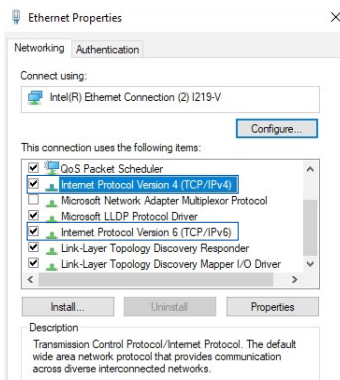 Ethernet Properties
Networking Authentication
Connect using:
Intel(R) Ethernet Connection (2) I219-V
Configure...
This connection uses the following items:
QoS Packet Scheduler
Internet Protocol Version 4 (TCP/IPv4)
Microsoft Network Adapter Multiplexor Protocol
Microsoft LLDP Protocol Driver
Internet Protocol Version 6 (TCP/IPv6)
Link-Layer Topology Discovery Responder
Link-Layer Topology Discovery Mapper I/O Driver
Install... Uninstall Properties
Description
Transmission Control Protocol/Internet Protocol. The default
wide area network protocol that provides communication
across diverse interconnected networks.